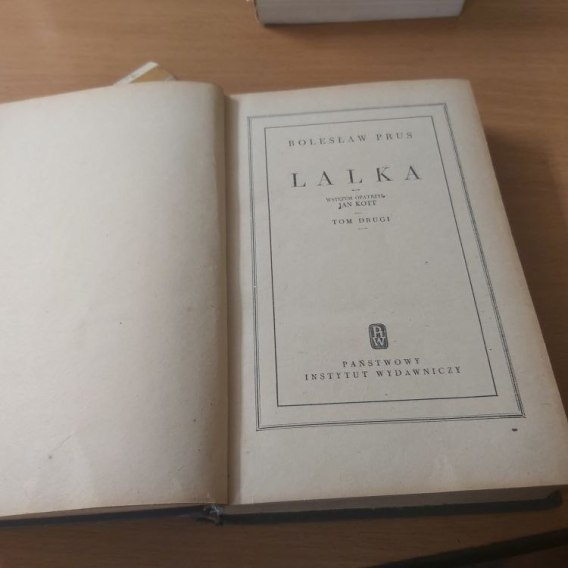 BOLESŁAW PRUS
LALKA
WSTĘPEM OPATRZYŁ
JAN KOTT
TOM DRUGI
PIW
PAŃSTWOWY
INSTYTUT WYDAWNICZY